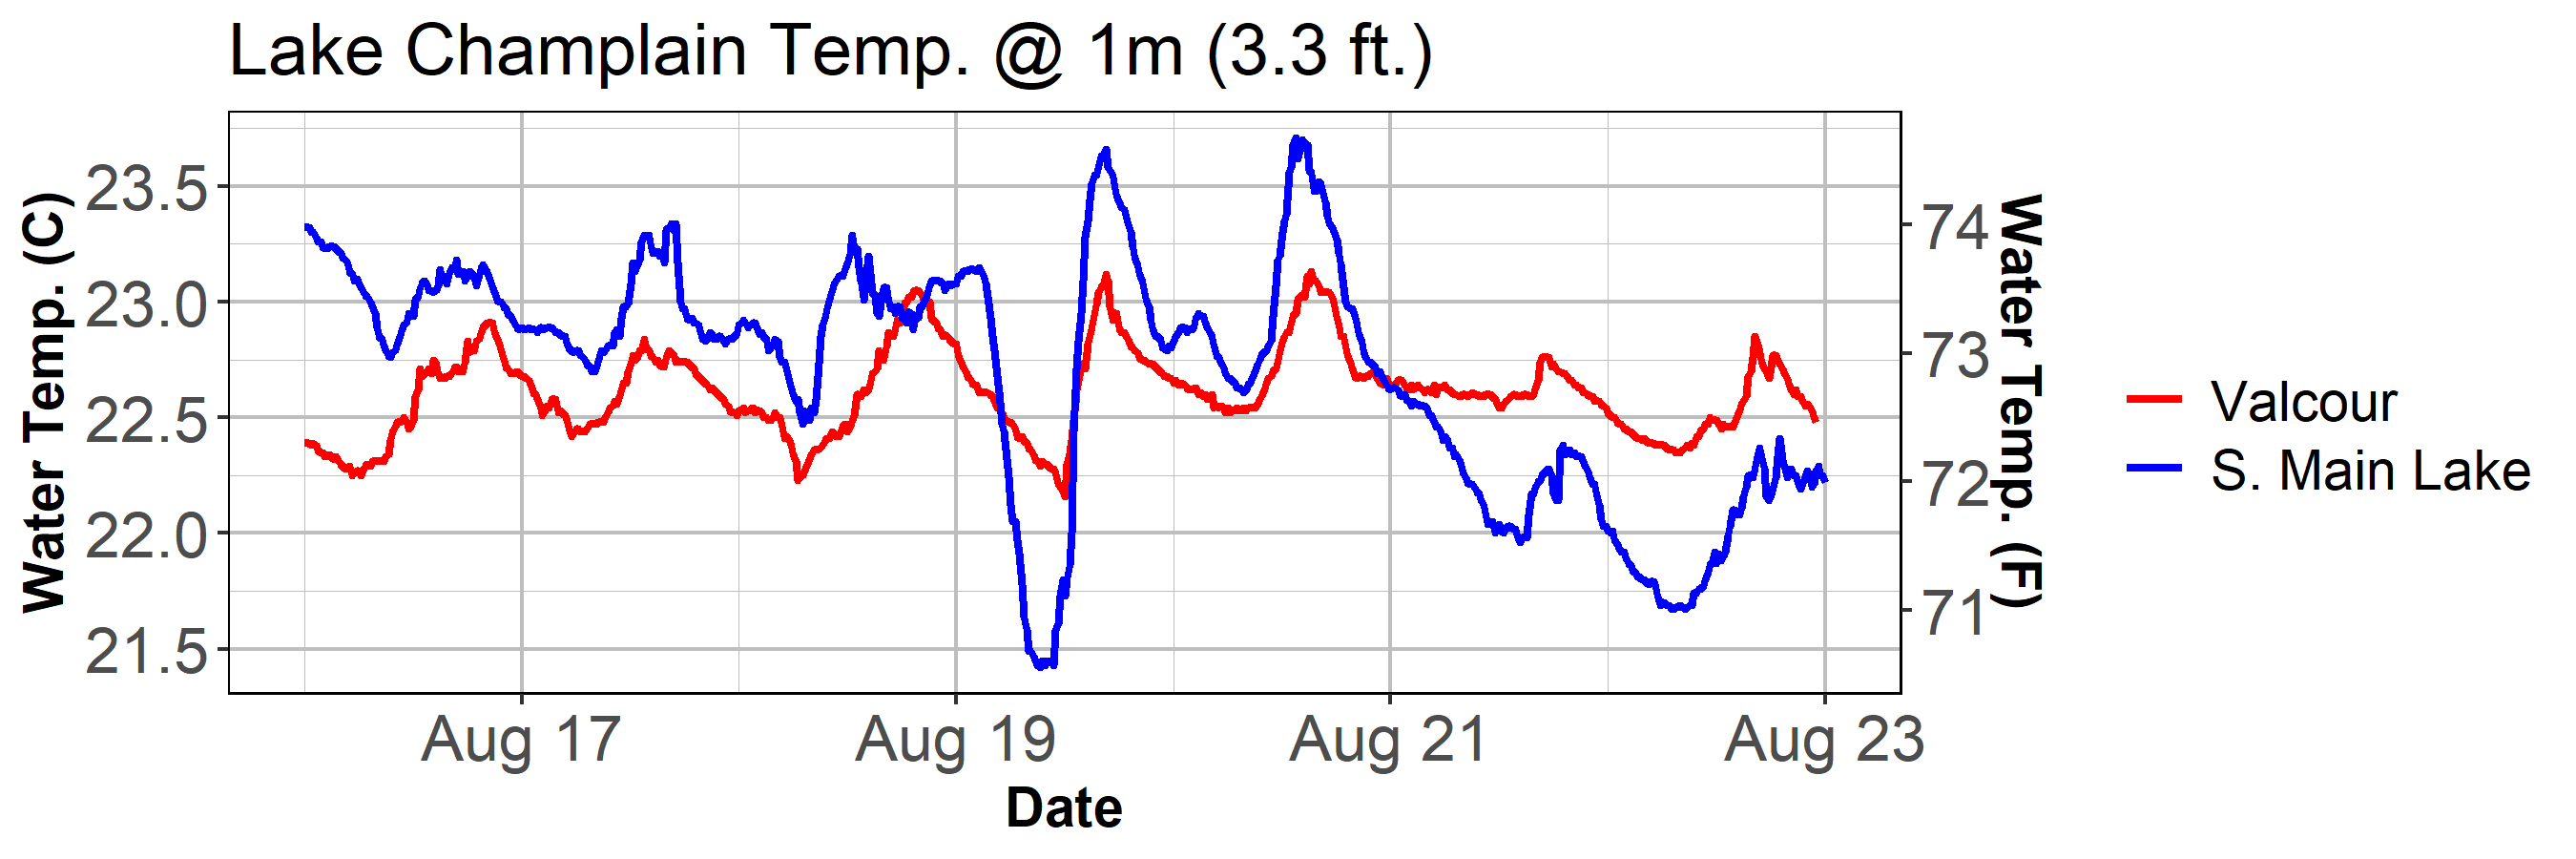 Lake Champlain Temp. @ 1m (3.3 ft.)
Water Temp. (C)
23.5
23.0
22.5
22.0
21.5
74
73
72
71
Water Temp. (F)
Aug 17
Aug 19
Aug 21
Aug 23
Date
Valcour
S. Main Lake